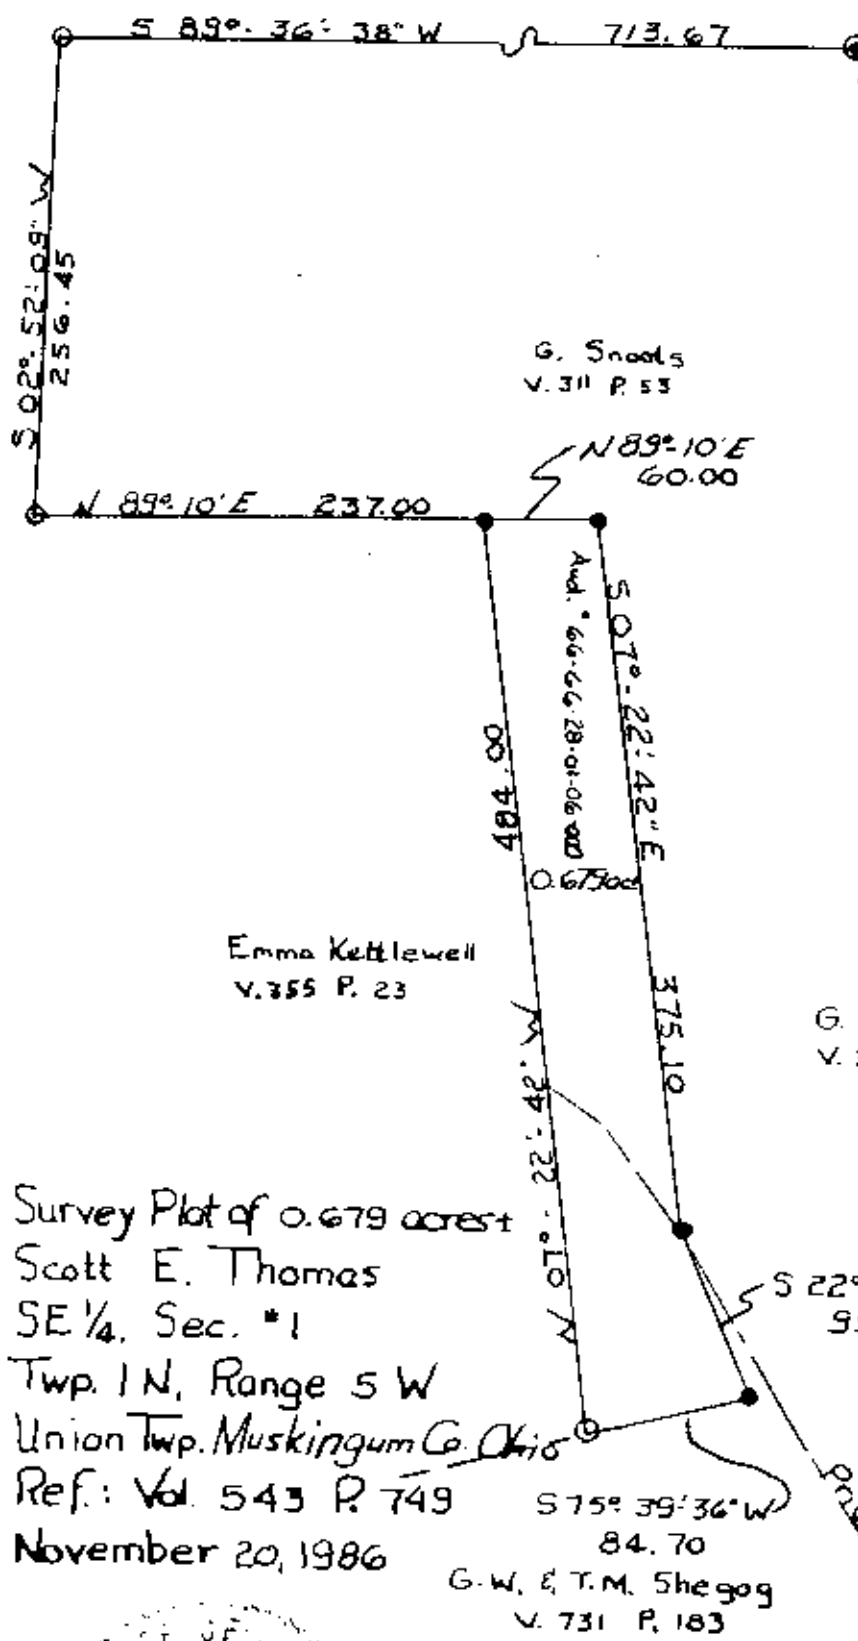 S 89°- 36'- 38" W 713.67
S 02°- 52'- 09" W
256.45
G. Snoots
V. 311 P. 53
N 89°-10'E
60.00
N 89°-10'E 237.00
Aud. # 66-66-28-01-06-000
S 07°-22'-42" E
375.10
484.00
0.679ac
Emma Kettlewell
V. 355 P. 23
G.
V.
N 07°- 22'- 42" W
Survey Plat of 0.679 acres±
Scott E. Thomas
SE 1/4, Sec. #1
Twp. 1 N, Range 5 W
Union Twp. Muskingum Co. Ohio
Ref.: Vol. 543 P. 749
November 20, 1986
S 22°
S 75°-39'-36" W
84.70
G.W. & T.M. Shegog
V. 731 P. 183